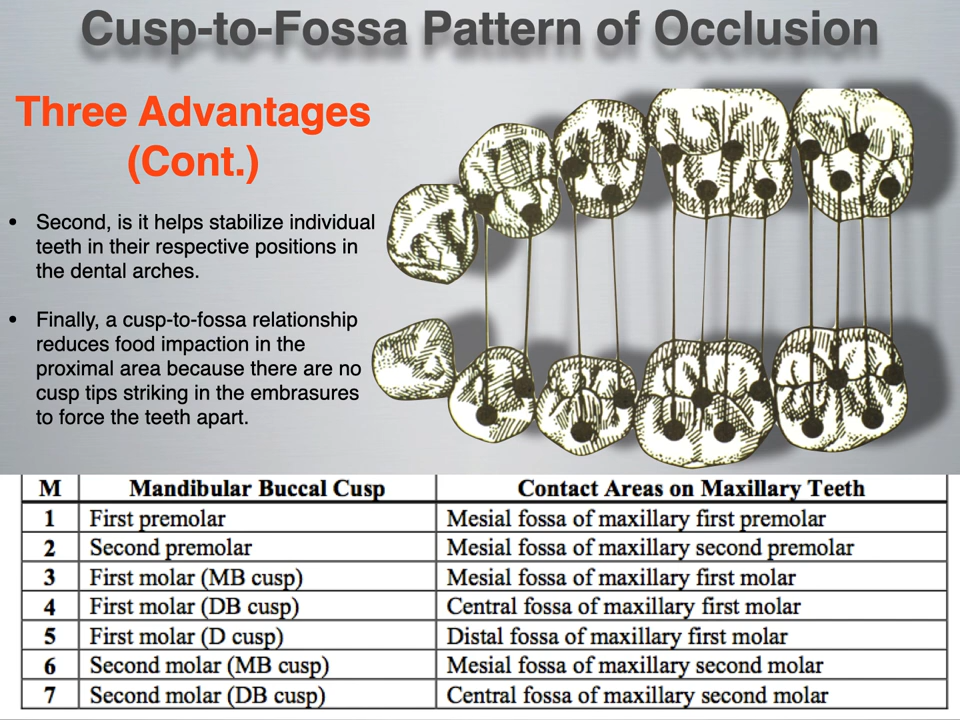 Cusp-to-Fossa Pattern of Occlusion
Three Advantages
(Cont.)
• Second, is it helps stabilize individual
teeth in their respective positions in
the dental arches.
• Finally, a cusp-to-fossa relationship
reduces food impaction in the
proximal area because there are no
cusp tips striking in the embrasures
to force the teeth apart.
M Mandibular Buccal Cusp Contact Areas on Maxillary Teeth
1 First premolar Mesial fossa of maxillary first premolar
2 Second premolar Mesial fossa of maxillary second premolar
3 First molar (MB cusp) Mesial fossa of maxillary first molar
4 First molar (DB cusp) Central fossa of maxillary first molar
5 First molar (D cusp) Distal fossa of maxillary first molar
6 Second molar (MB cusp) Mesial fossa of maxillary second molar
7 Second molar (DB cusp) Central fossa of maxillary second molar